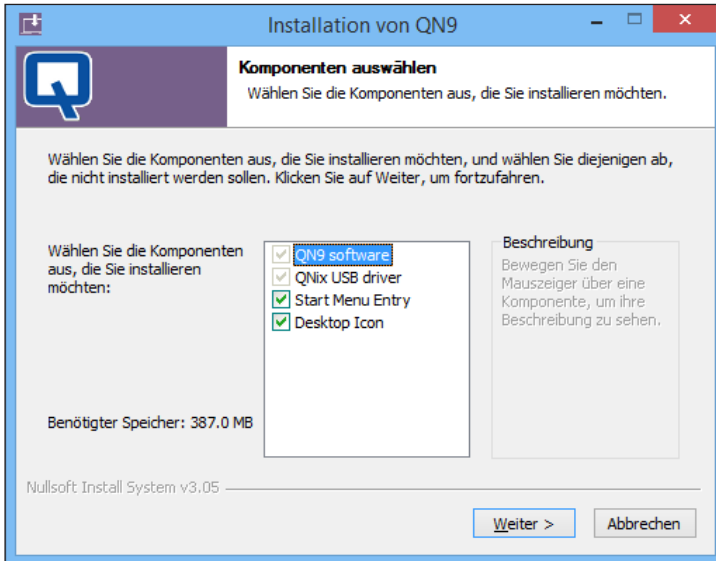 Installation von QN9
Komponenten auswählen
Wählen Sie die Komponenten aus, die Sie installieren möchten.
Wählen Sie die Komponenten aus, die Sie installieren möchten, und wählen Sie diejenigen ab,
die nicht installiert werden sollen. Klicken Sie auf Weiter, um fortzufahren.
Wählen Sie die Komponenten
aus, die Sie installieren
möchten:
QN9 software
QNix USB driver
Start Menu Entry
Desktop Icon
Beschreibung
Bewegen Sie den
Mauszeiger über eine
Komponente, um ihre
Beschreibung zu sehen.
Benötigter Speicher: 387.0 MB
Nullsoft Install System v3.05
Weiter >
Abbrechen